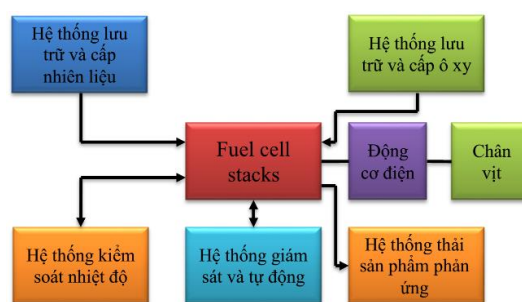 Hệ thống lưu
trữ và cấp
nhiên liệu
Hệ thống lưu
trữ và cấp ô xy
Fuel cell
stacks
Động
cơ điện
Chân
vịt
Hệ thống kiểm
soát nhiệt độ
Hệ thống giám
sát và tự động
Hệ thống thải
sản phẩm phản
ứng